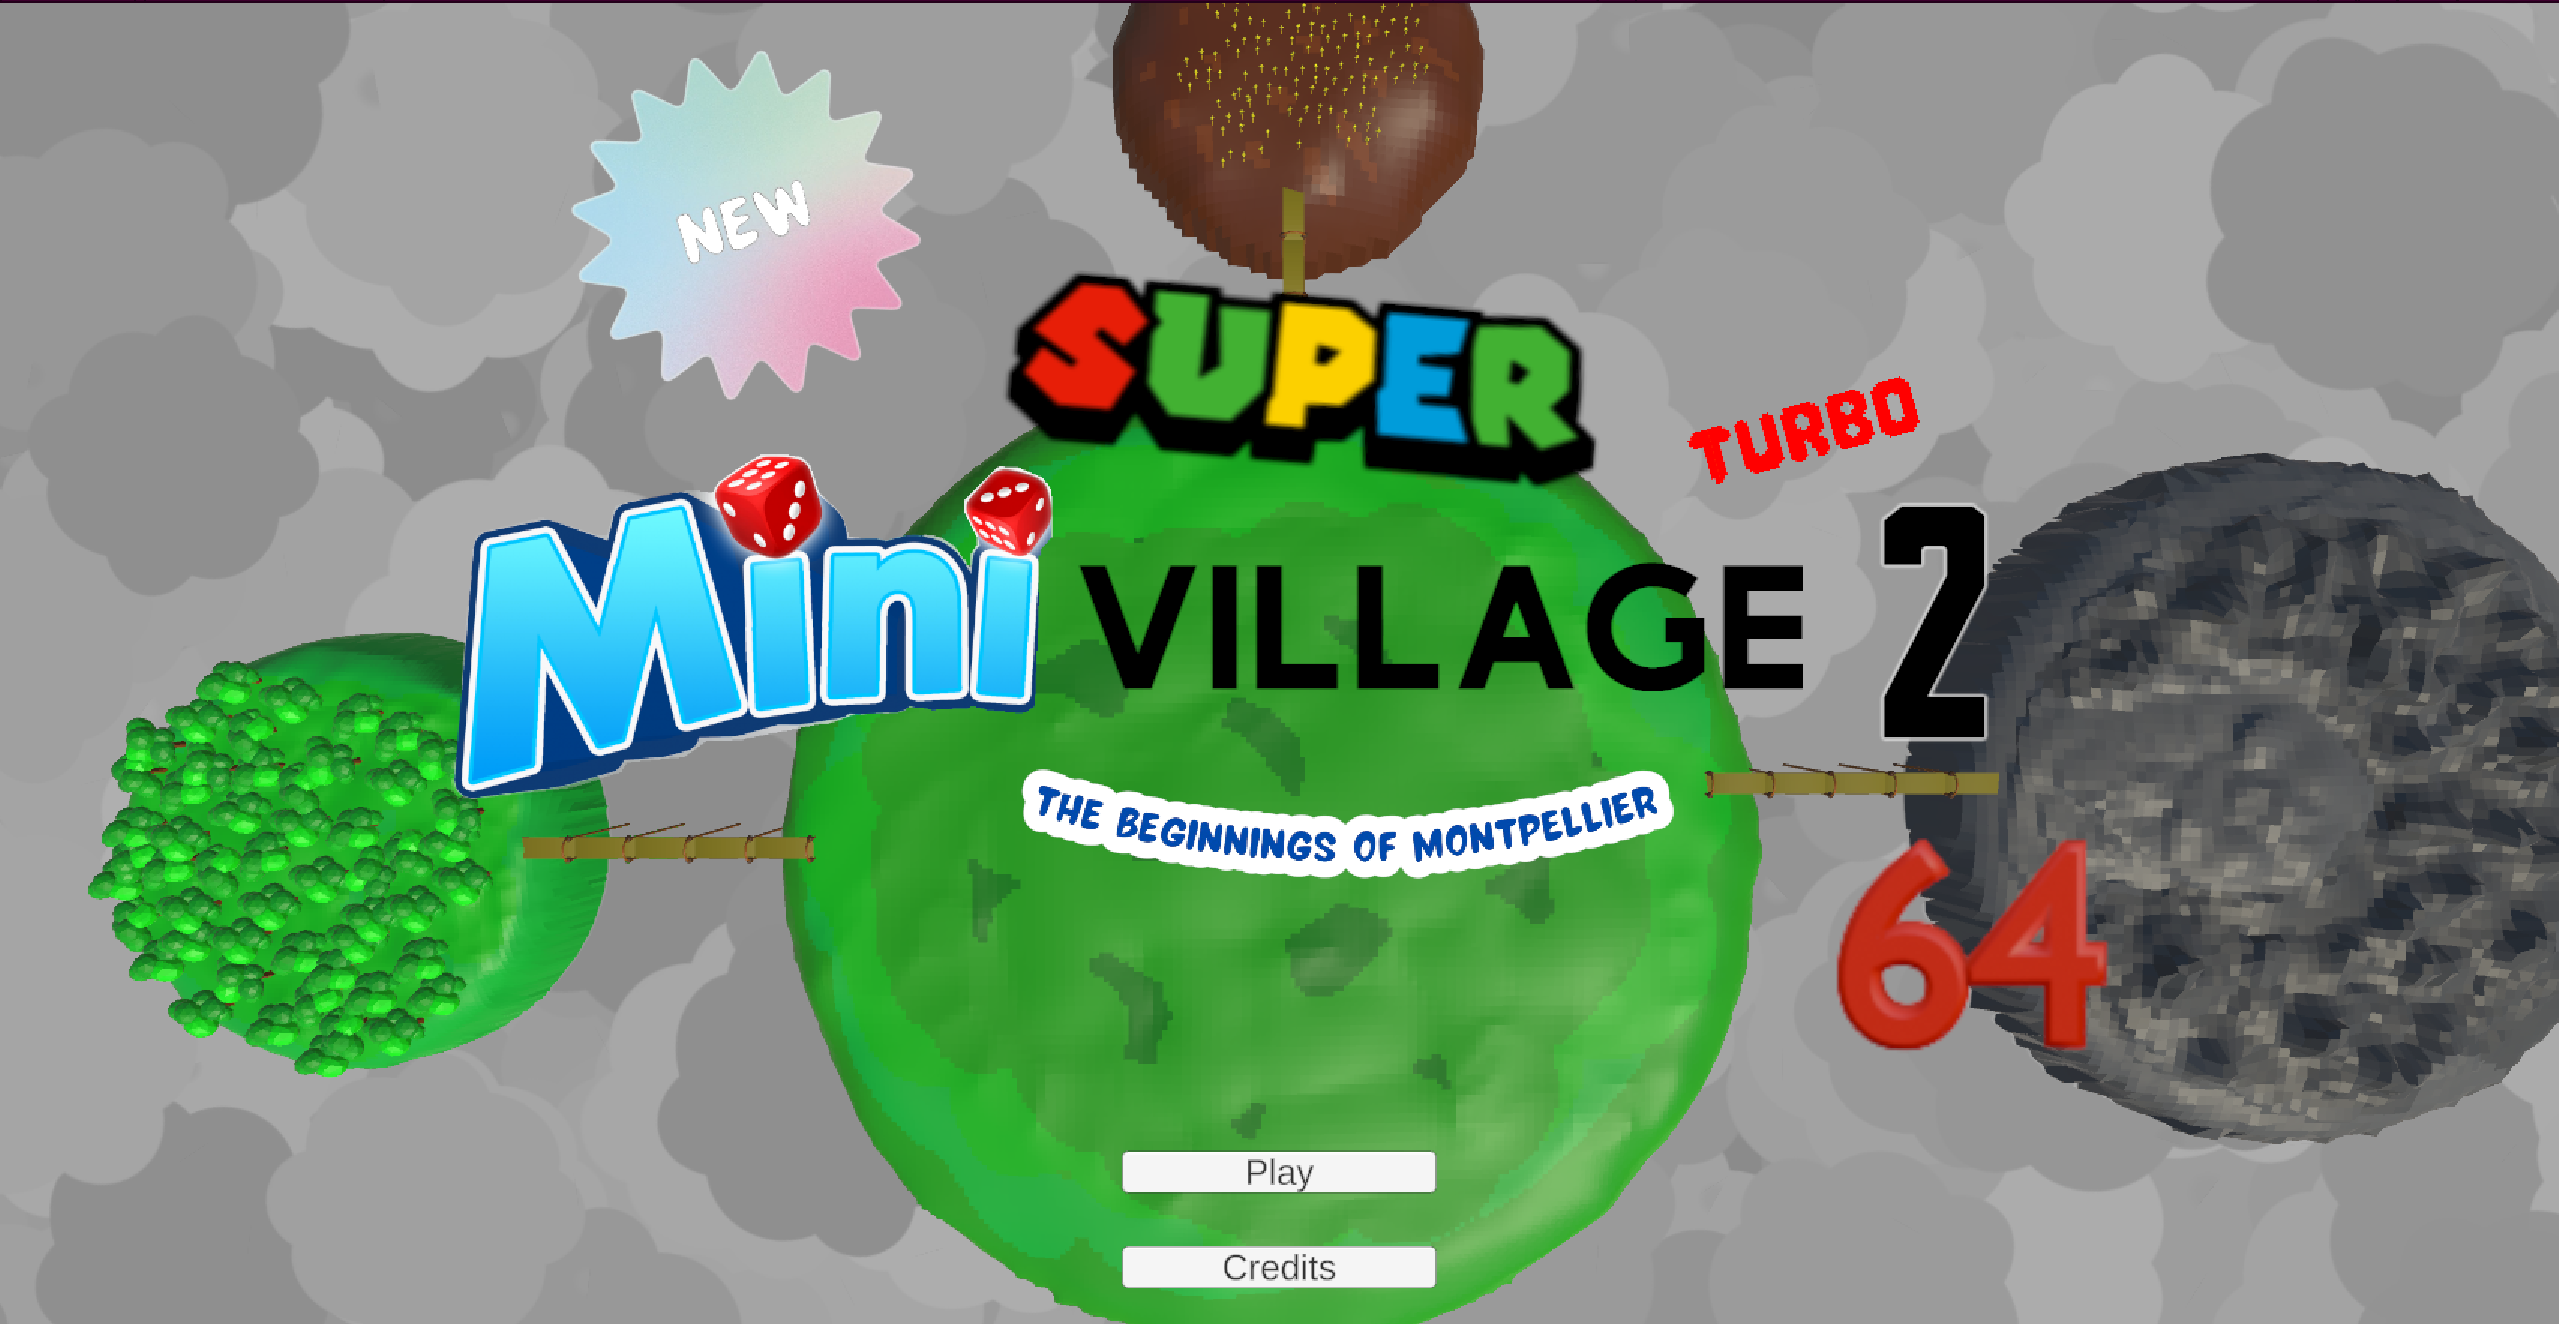 NEW
SUPER
TURBO
Mini VILLAGE 2
THE BEGINNINGS OF MONTPELLIER
64
Play
Credits